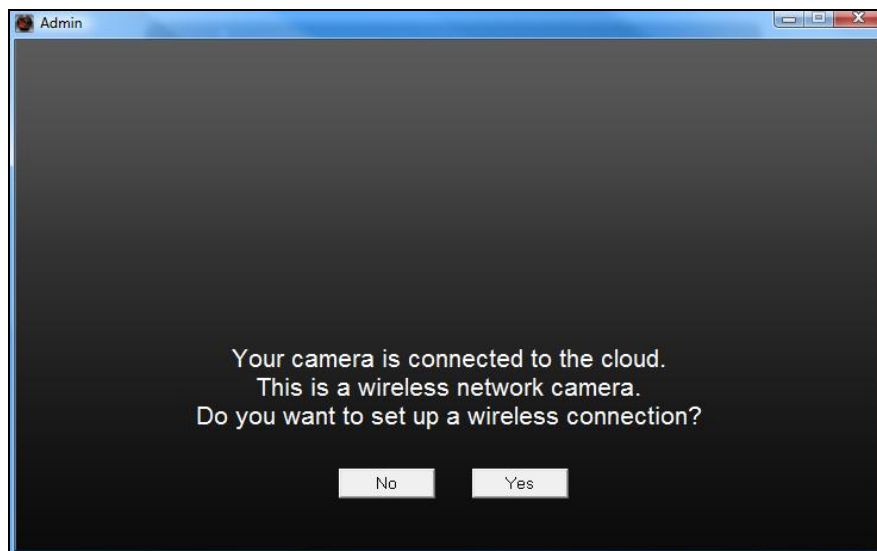 Admin
Your camera is connected to the cloud.
This is a wireless network camera.
Do you want to set up a wireless connection?
No
Yes